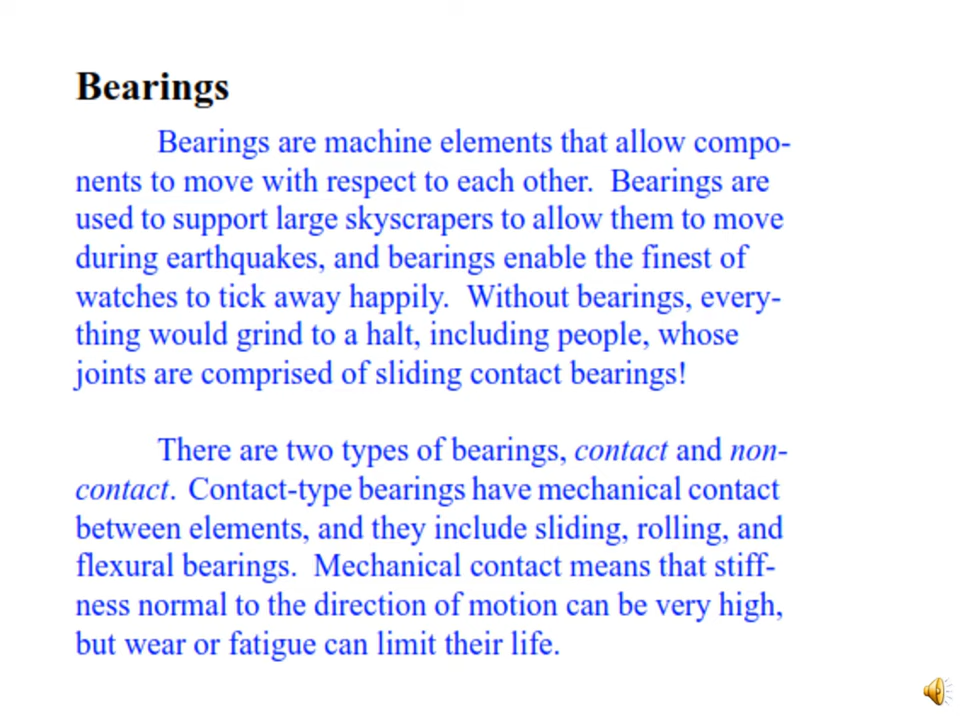 Bearings
Bearings are machine elements that allow compo-
nents to move with respect to each other. Bearings are
used to support large skyscrapers to allow them to move
during earthquakes, and bearings enable the finest of
watches to tick away happily. Without bearings, every-
thing would grind to a halt, including people, whose
joints are comprised of sliding contact bearings!
There are two types of bearings, contact and non-
contact. Contact-type bearings have mechanical contact
between elements, and they include sliding, rolling, and
flexural bearings. Mechanical contact means that stiff-
ness normal to the direction of motion can be very high,
but wear or fatigue can limit their life.